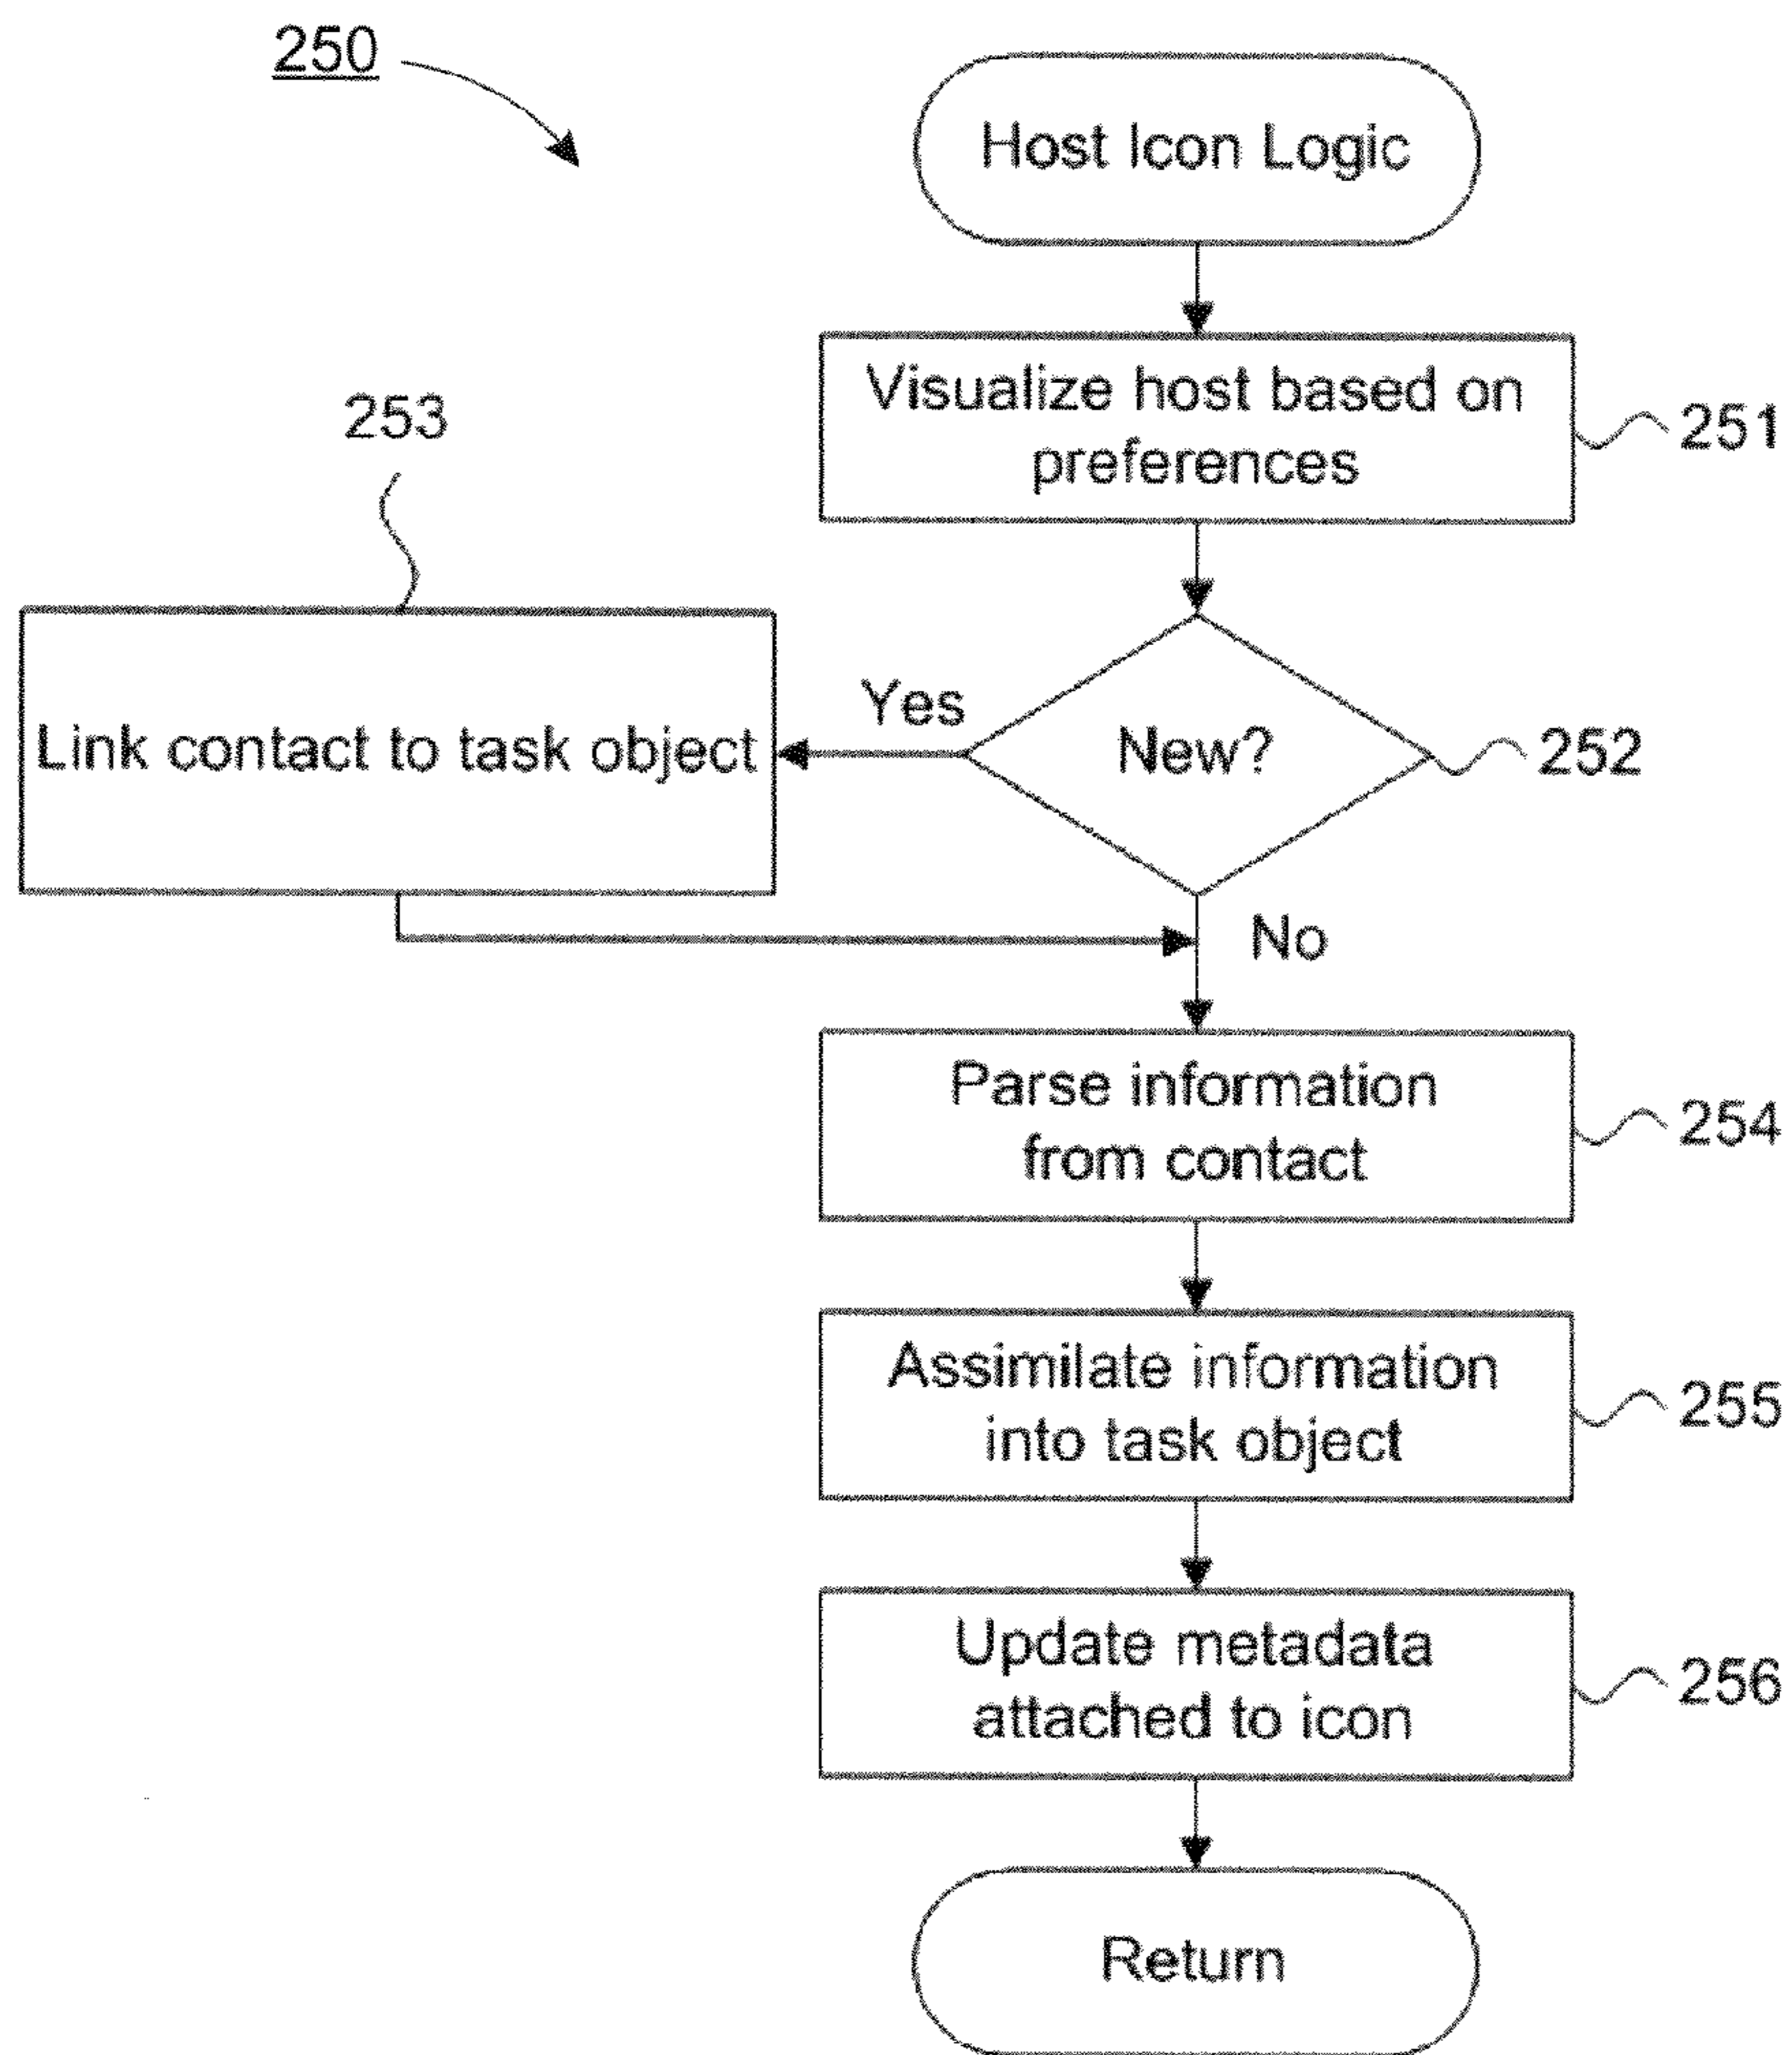 250
Host Icon Logic
Visualize host based on
preferences
251
253
Link contact to task object
Yes
New?
252
No
Parse information
from contact
254
Assimilate information
into task object
255
Update metadata
attached to icon
256
Return